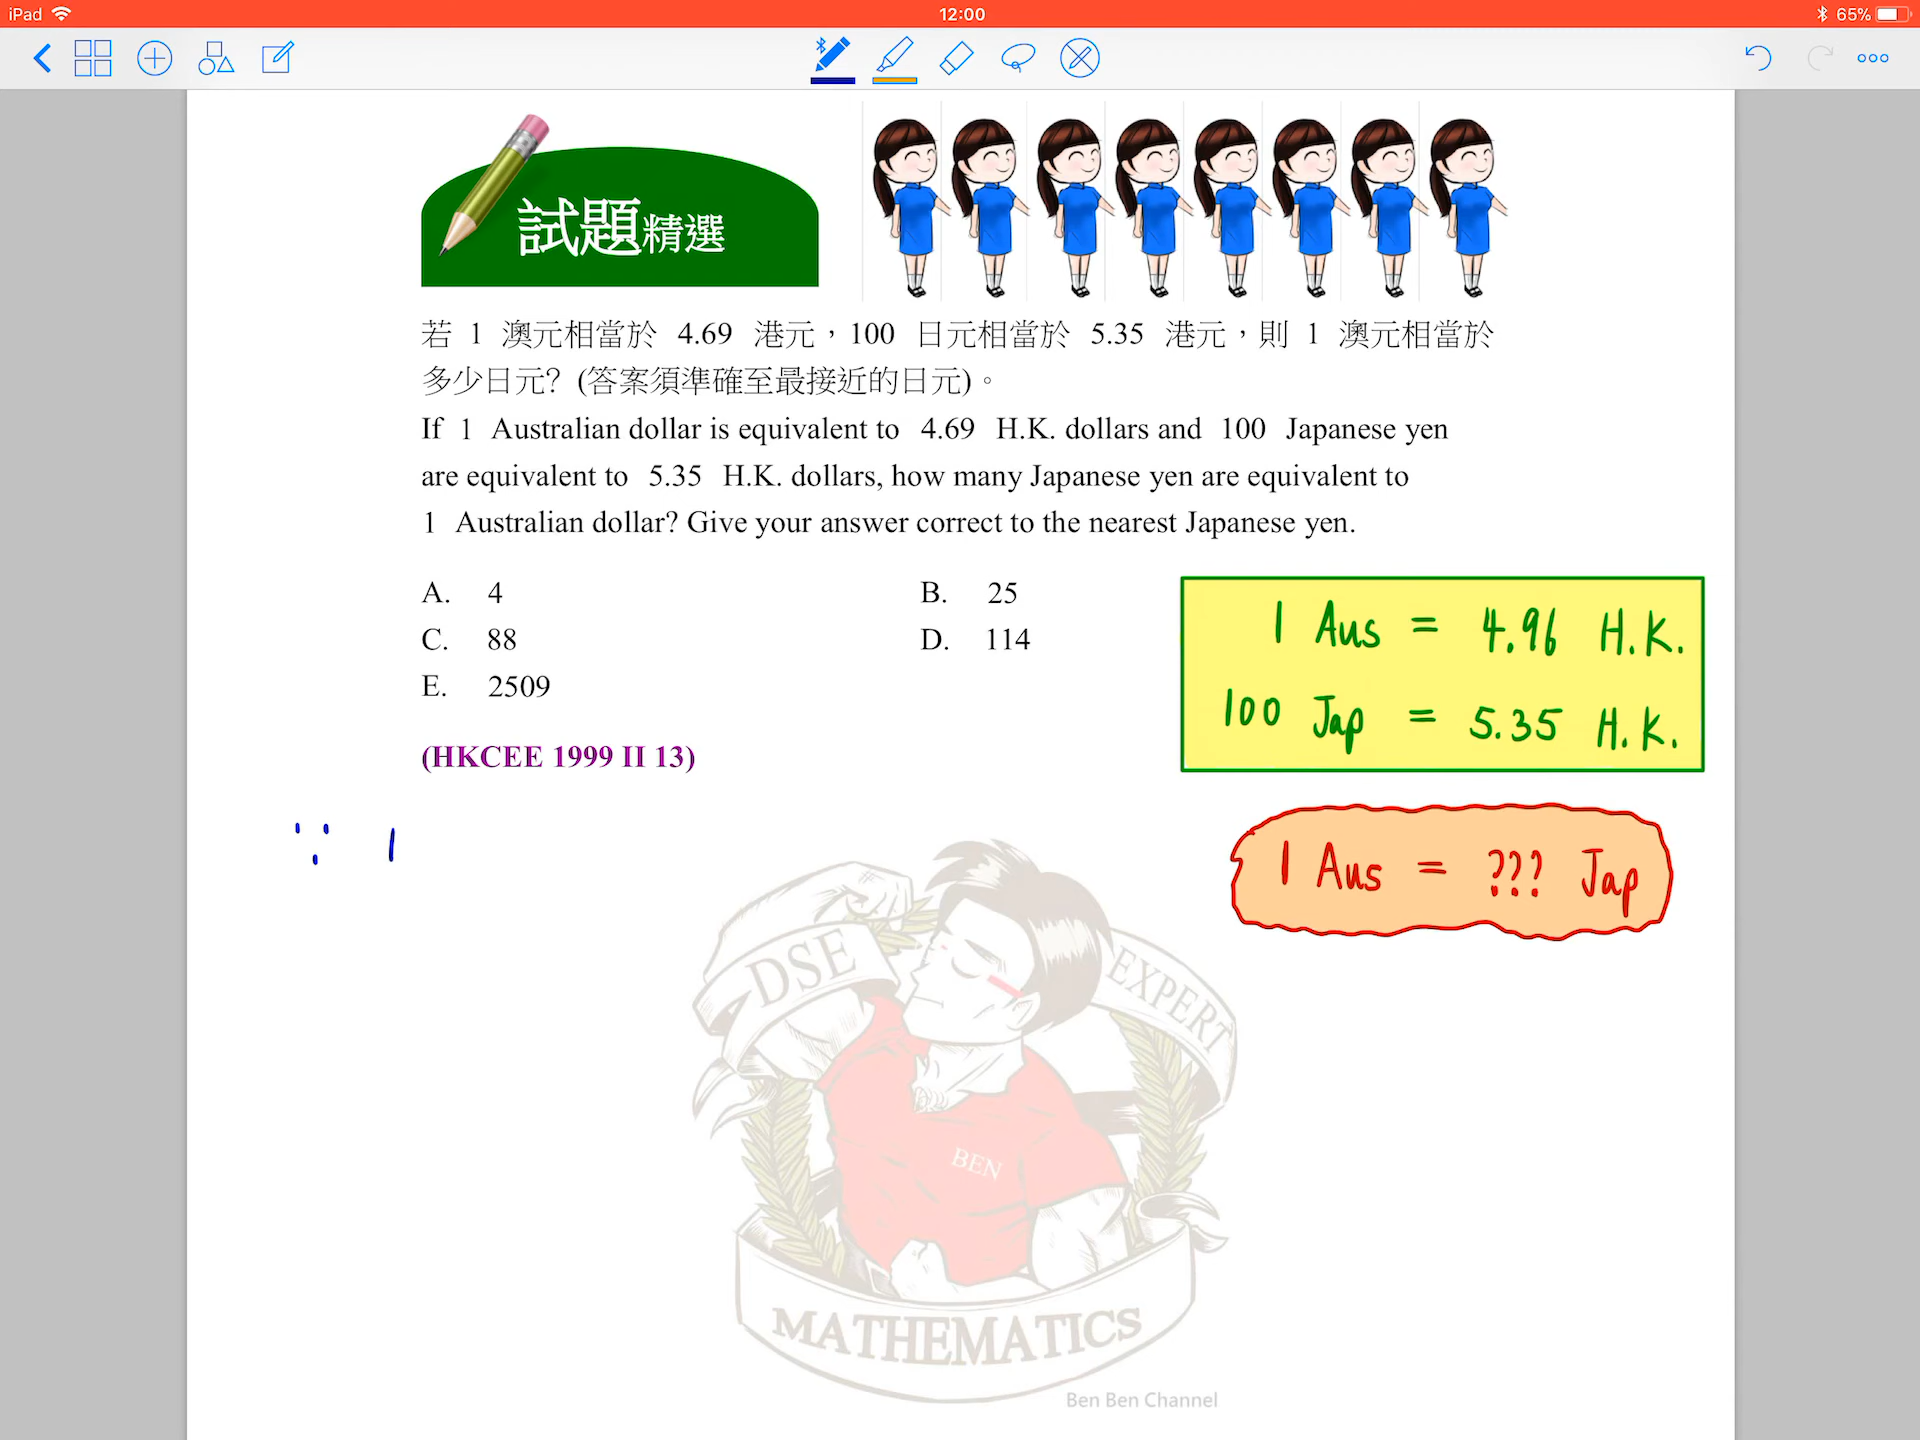 iPad
12:00
65%
試題精選
若 1 澳元相當於 4.69 港元，100 日元相當於 5.35 港元，則 1 澳元相當於
多少日元? (答案須準確至最接近的日元)。
If 1 Australian dollar is equivalent to 4.69 H.K. dollars and 100 Japanese yen
are equivalent to 5.35 H.K. dollars, how many Japanese yen are equivalent to
1 Australian dollar? Give your answer correct to the nearest Japanese yen.
A. 4 B. 25
C. 88 D. 114
E. 2509
(HKCEE 1999 II 13)
1 Aus = 4.96 H.K.
100 Jap = 5.35 H.K.
∵ 1
1 Aus = ??? Jap
DSE EXPERT
BEN
MATHEMATICS
Ben Ben Channel